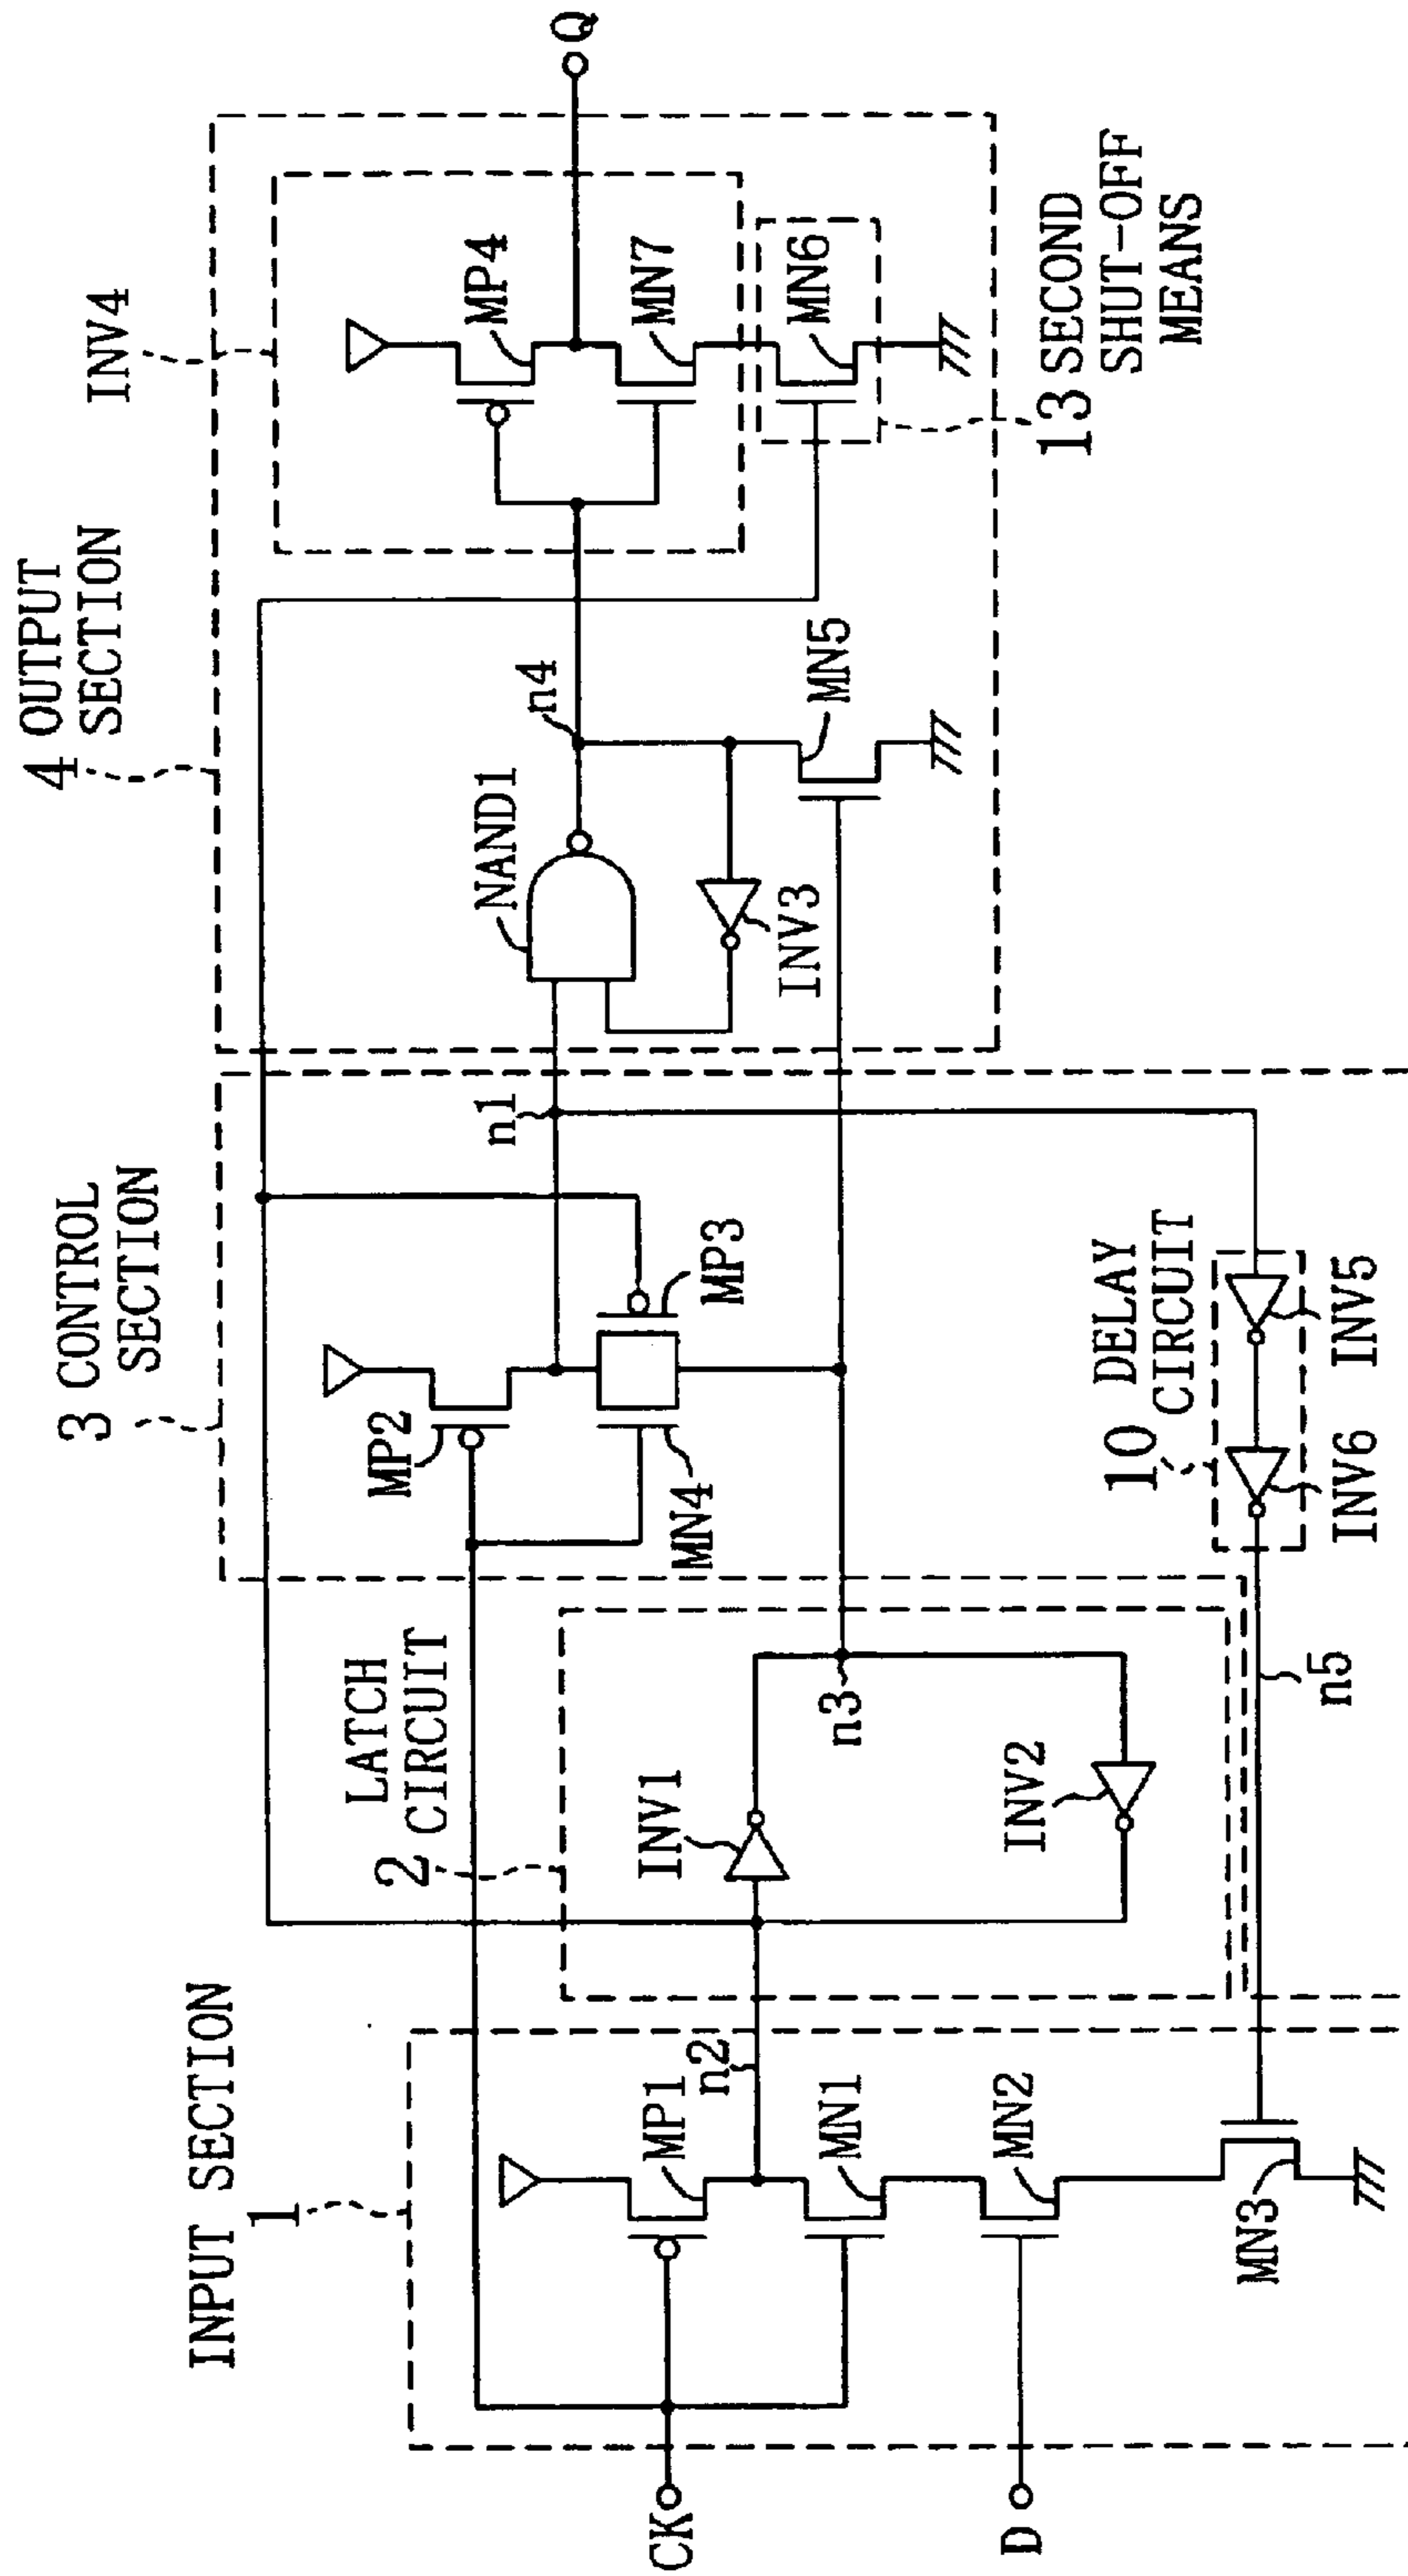 INPUT SECTION
1
CK
D
MP1
n2
MN1
MN2
MN3
LATCH
2 CIRCUIT
INV1
n3
INV2
n5
3 CONTROL
SECTION
MP2
MN4
MP3
n1
10 DELAY
CIRCUIT
INV6
INV5
4 OUTPUT
SECTION
NAND1
n4
INV3
MN5
INV4
MP4
MN7
MN6
Q
13 SECOND
SHUT-OFF
MEANS